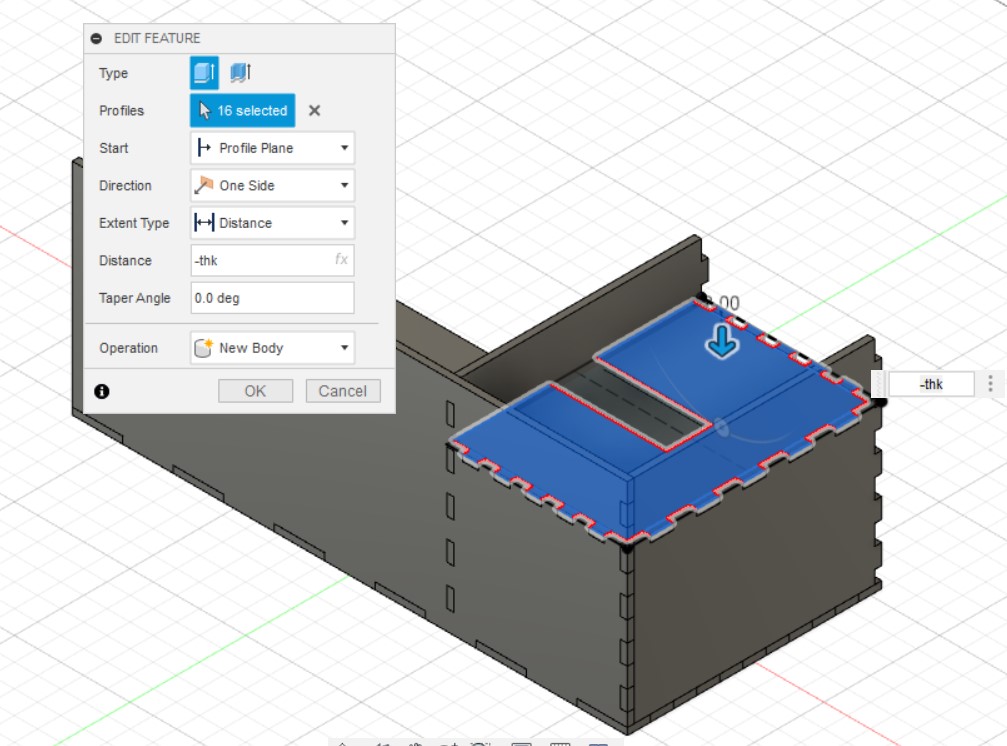 EDIT FEATURE
Type
Profiles 16 selected
Start Profile Plane
Direction One Side
Extent Type Distance
Distance -thk fx
Taper Angle 0.0 deg
Operation New Body
OK Cancel
-thk